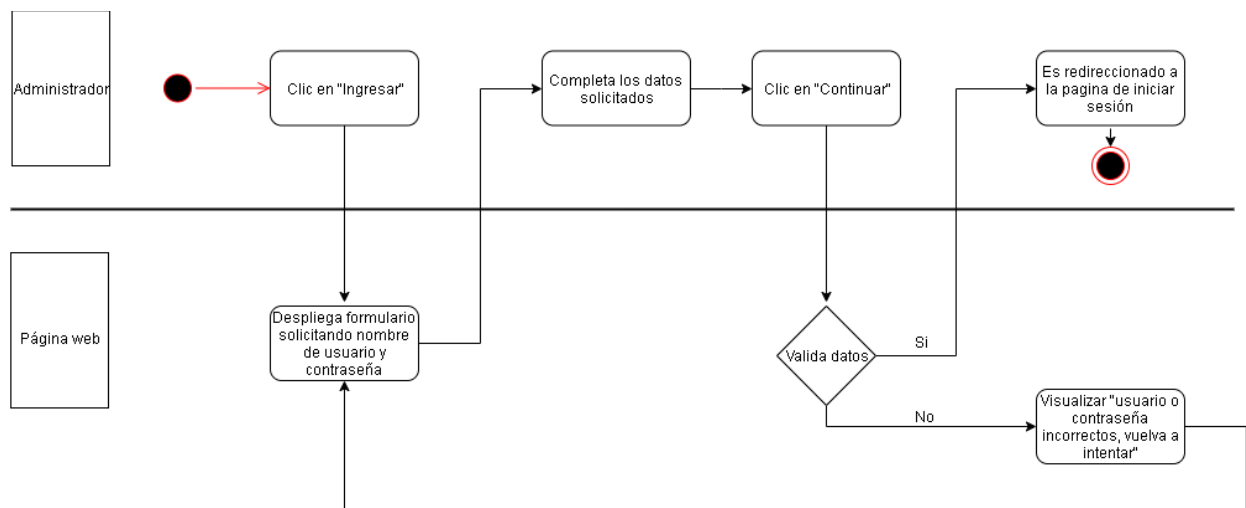 Administrador
Clic en "Ingresar"
Completa los datos
solicitados
Clic en "Continuar"
Es redireccionado a
la pagina de iniciar
sesión
Página web
Despliega formulario
solicitando nombre
de usuario y
contraseña
Valida datos
Si
No
Visualizar "usuario o
contraseña
incorrectos, vuelva a
intentar"